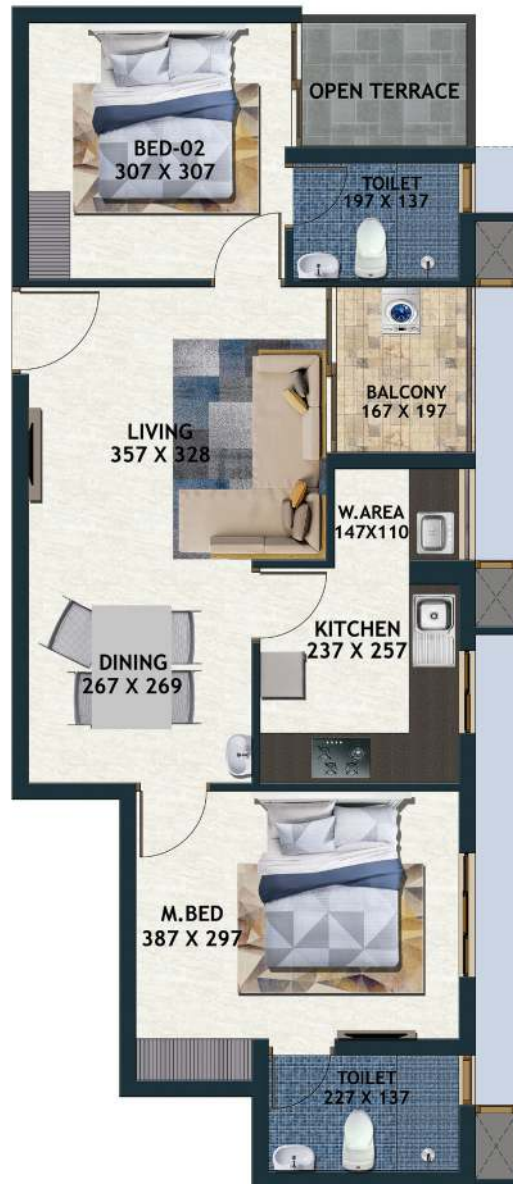 OPEN TERRACE
BED-02
307 X 307
TOILET
197 X 137
BALCONY
167 X 197
LIVING
357 X 328
W.AREA
147X110
KITCHEN
237 X 257
DINING
267 X 269
M.BED
387 X 297
TOILET
227 X 137